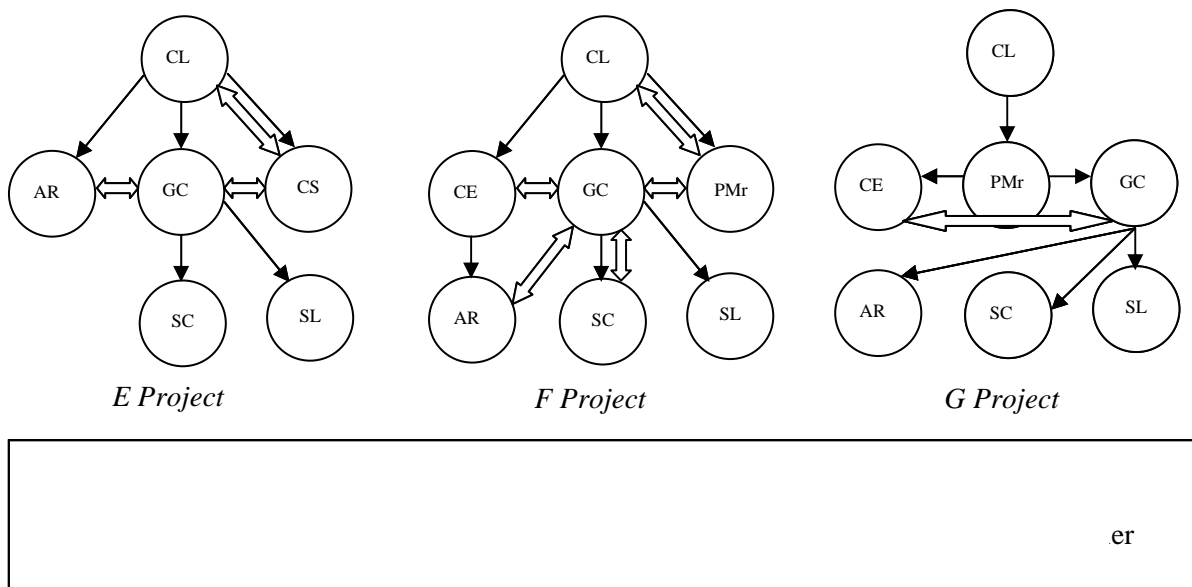 CL CL CL
AR GC CS CE GC PMr CE PMr GC
SC SL AR SC SL AR SC SL
E Project F Project G Project
er